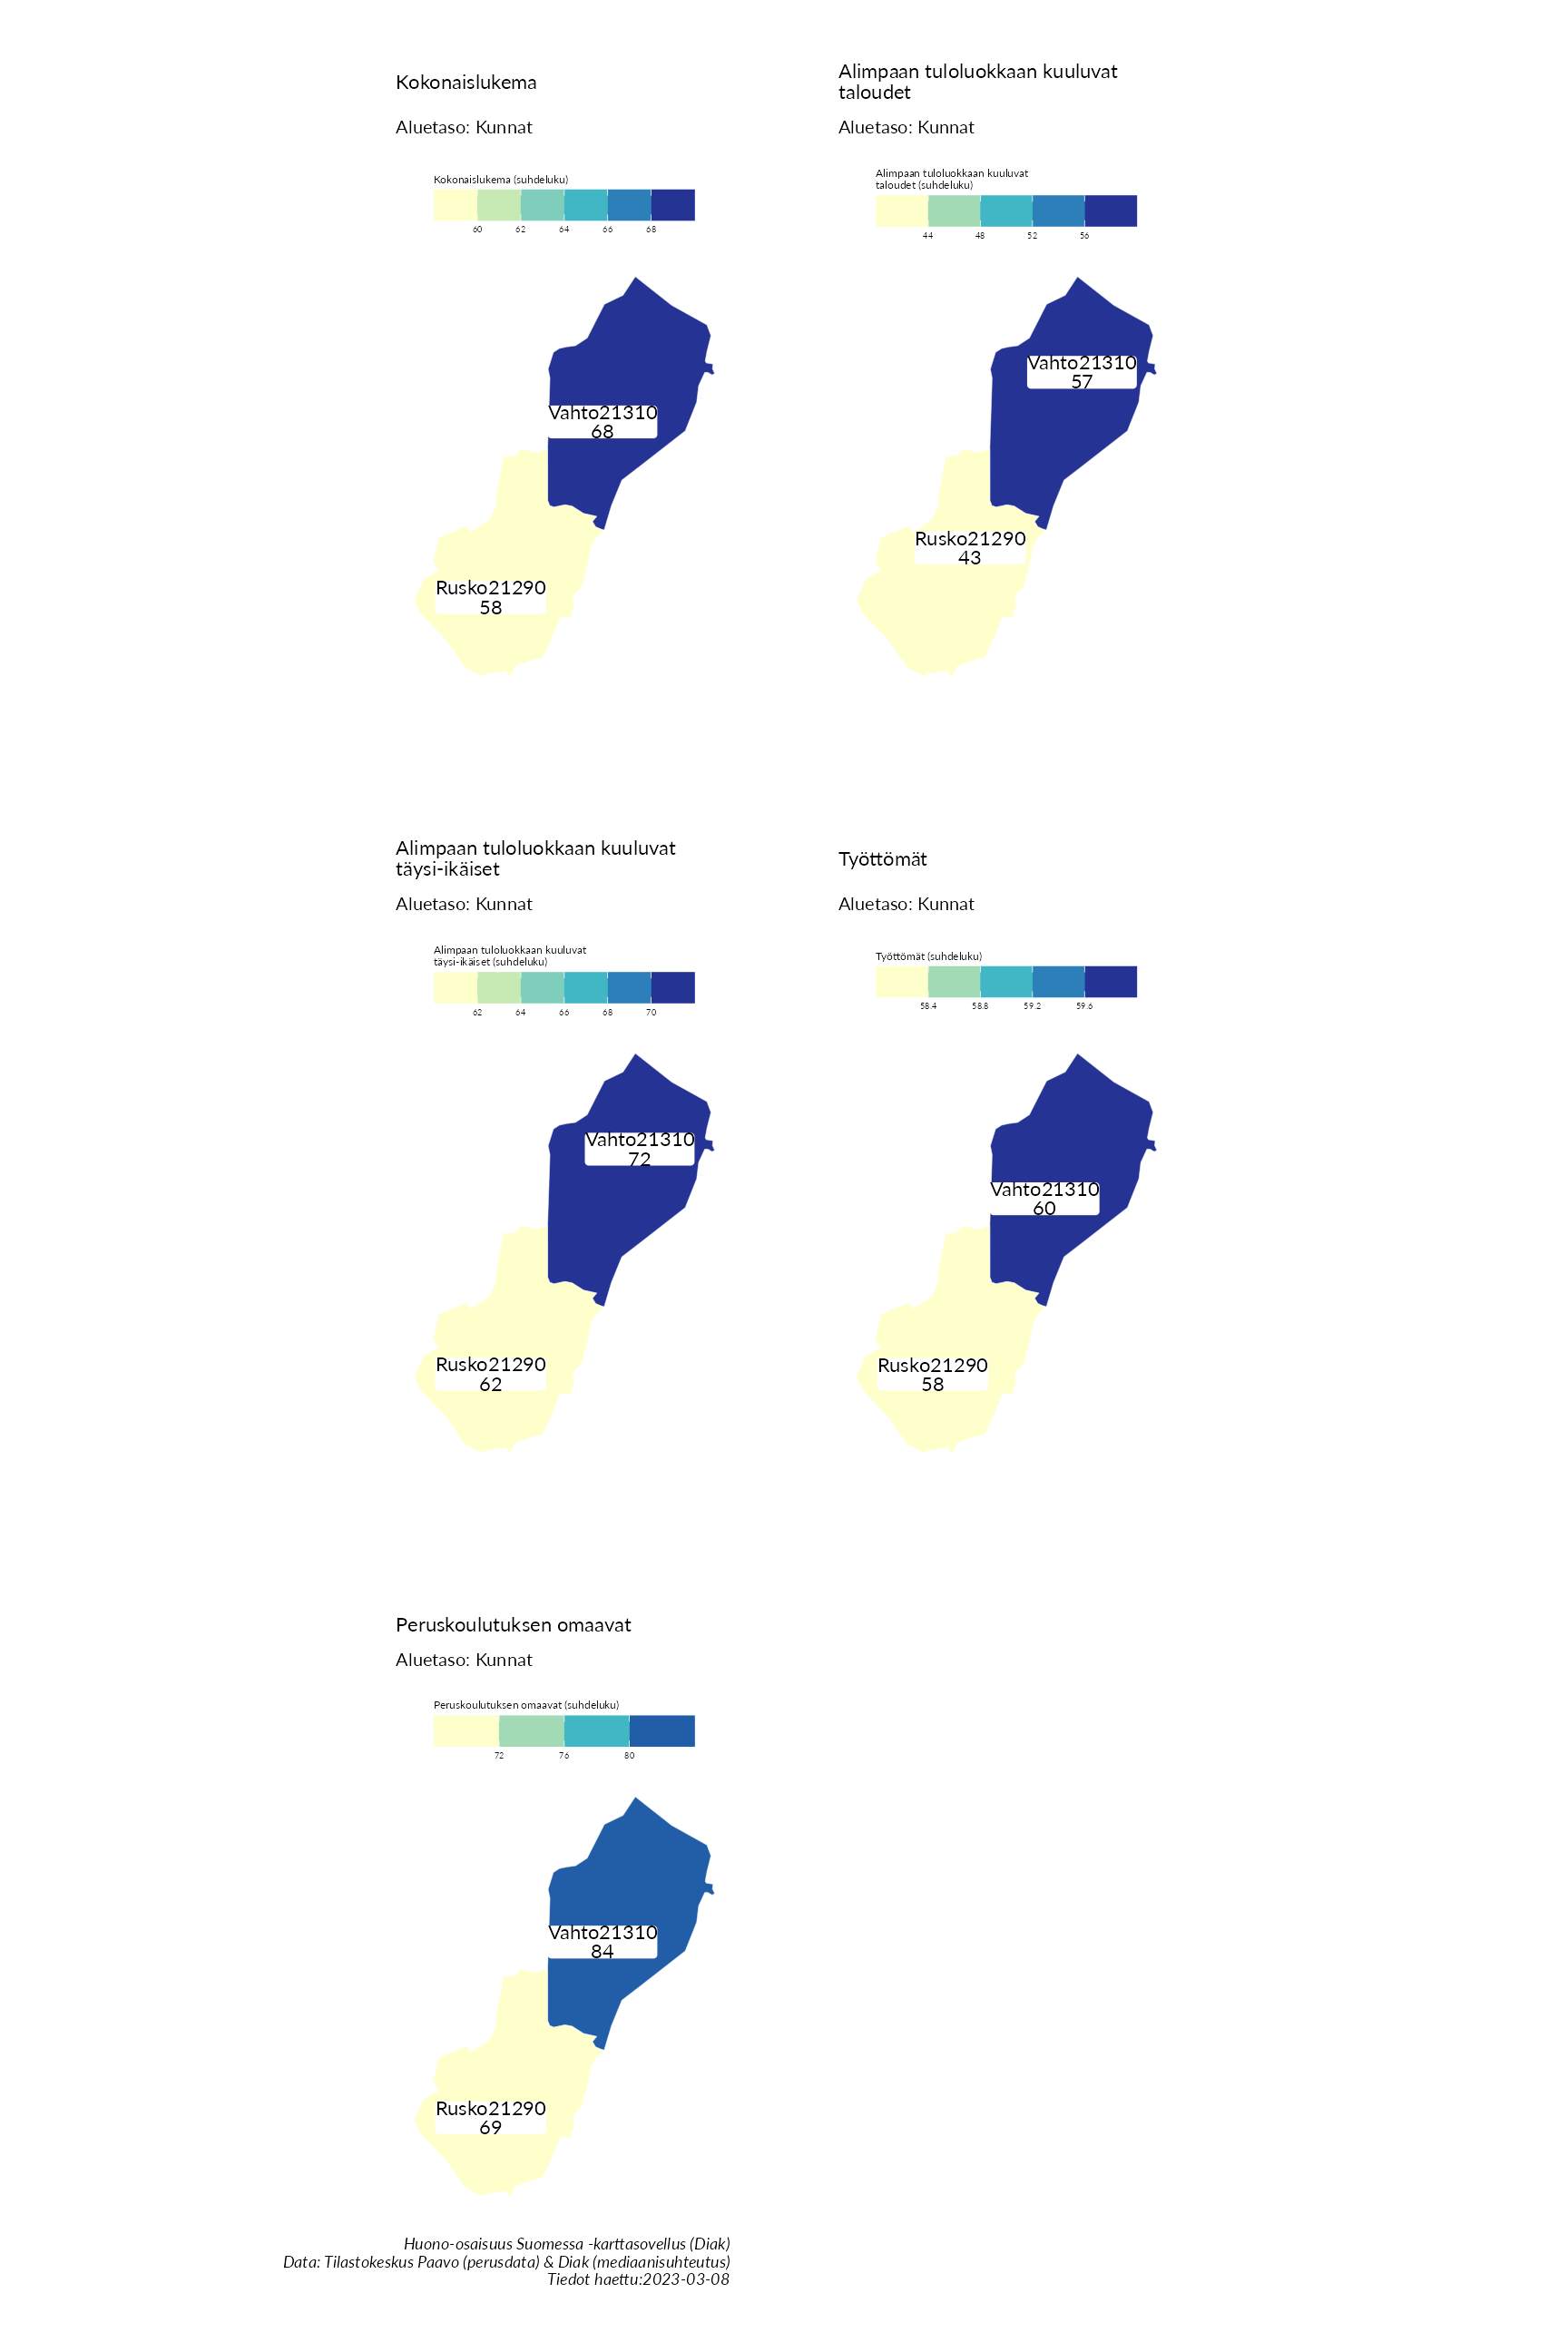 Kokonaislukema
Aluetaso: Kunnat
Kokonaislukema (suhdeluku)
60 62 64 66 68
Vahto21310
68
Rusko21290
58
Alimpaan tuloluokkaan kuuluvat
taloudet
Aluetaso: Kunnat
Alimpaan tuloluokkaan kuuluvat
taloudet (suhdeluku)
44 48 52 56
Vahto21310
57
Rusko21290
43
Alimpaan tuloluokkaan kuuluvat
täysi-ikäiset
Aluetaso: Kunnat
Alimpaan tuloluokkaan kuuluvat
täysi-ikäiset (suhdeluku)
62 64 66 68 70
Vahto21310
72
Rusko21290
62
Työttömät
Aluetaso: Kunnat
Työttömät (suhdeluku)
58.4 58.8 59.2 59.6
Vahto21310
60
Rusko21290
58
Peruskoulutuksen omaavat
Aluetaso: Kunnat
Peruskoulutuksen omaavat (suhdeluku)
72 76 80
Vahto21310
84
Rusko21290
69
Huono-osaisuus Suomessa -karttasovellus (Diak)
Data: Tilastokeskus Paavo (perusdata) & Diak (mediaanisuhteutus)
Tiedot haettu:2023-03-08